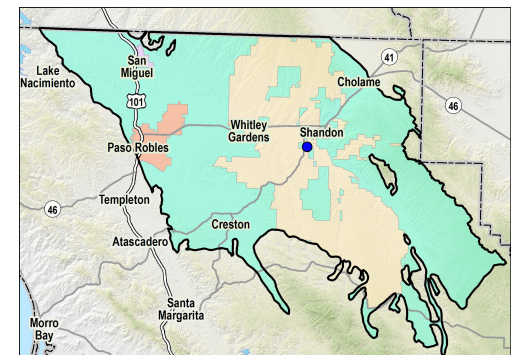 Lake
Nacimiento
San
Miguel
41
Cholame
101
46
Whitley
Gardens
Shandon
Paso Robles
Templeton
46
Creston
Atascadero
Santa
Margarita
Morro
Bay